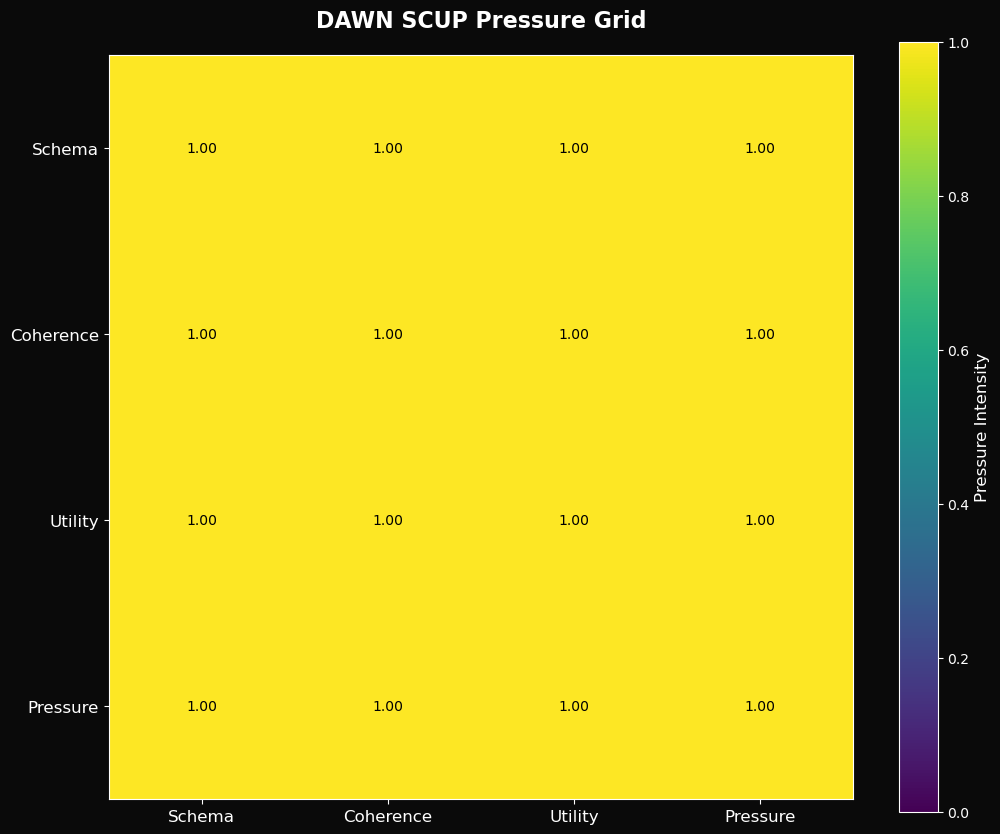 DAWN SCUP Pressure Grid
Schema 1.00 1.00 1.00 1.00
Coherence 1.00 1.00 1.00 1.00
Utility 1.00 1.00 1.00 1.00
Pressure 1.00 1.00 1.00 1.00
Schema Coherence Utility Pressure
1.0
0.8
0.6
0.4
0.2
0.0
Pressure Intensity